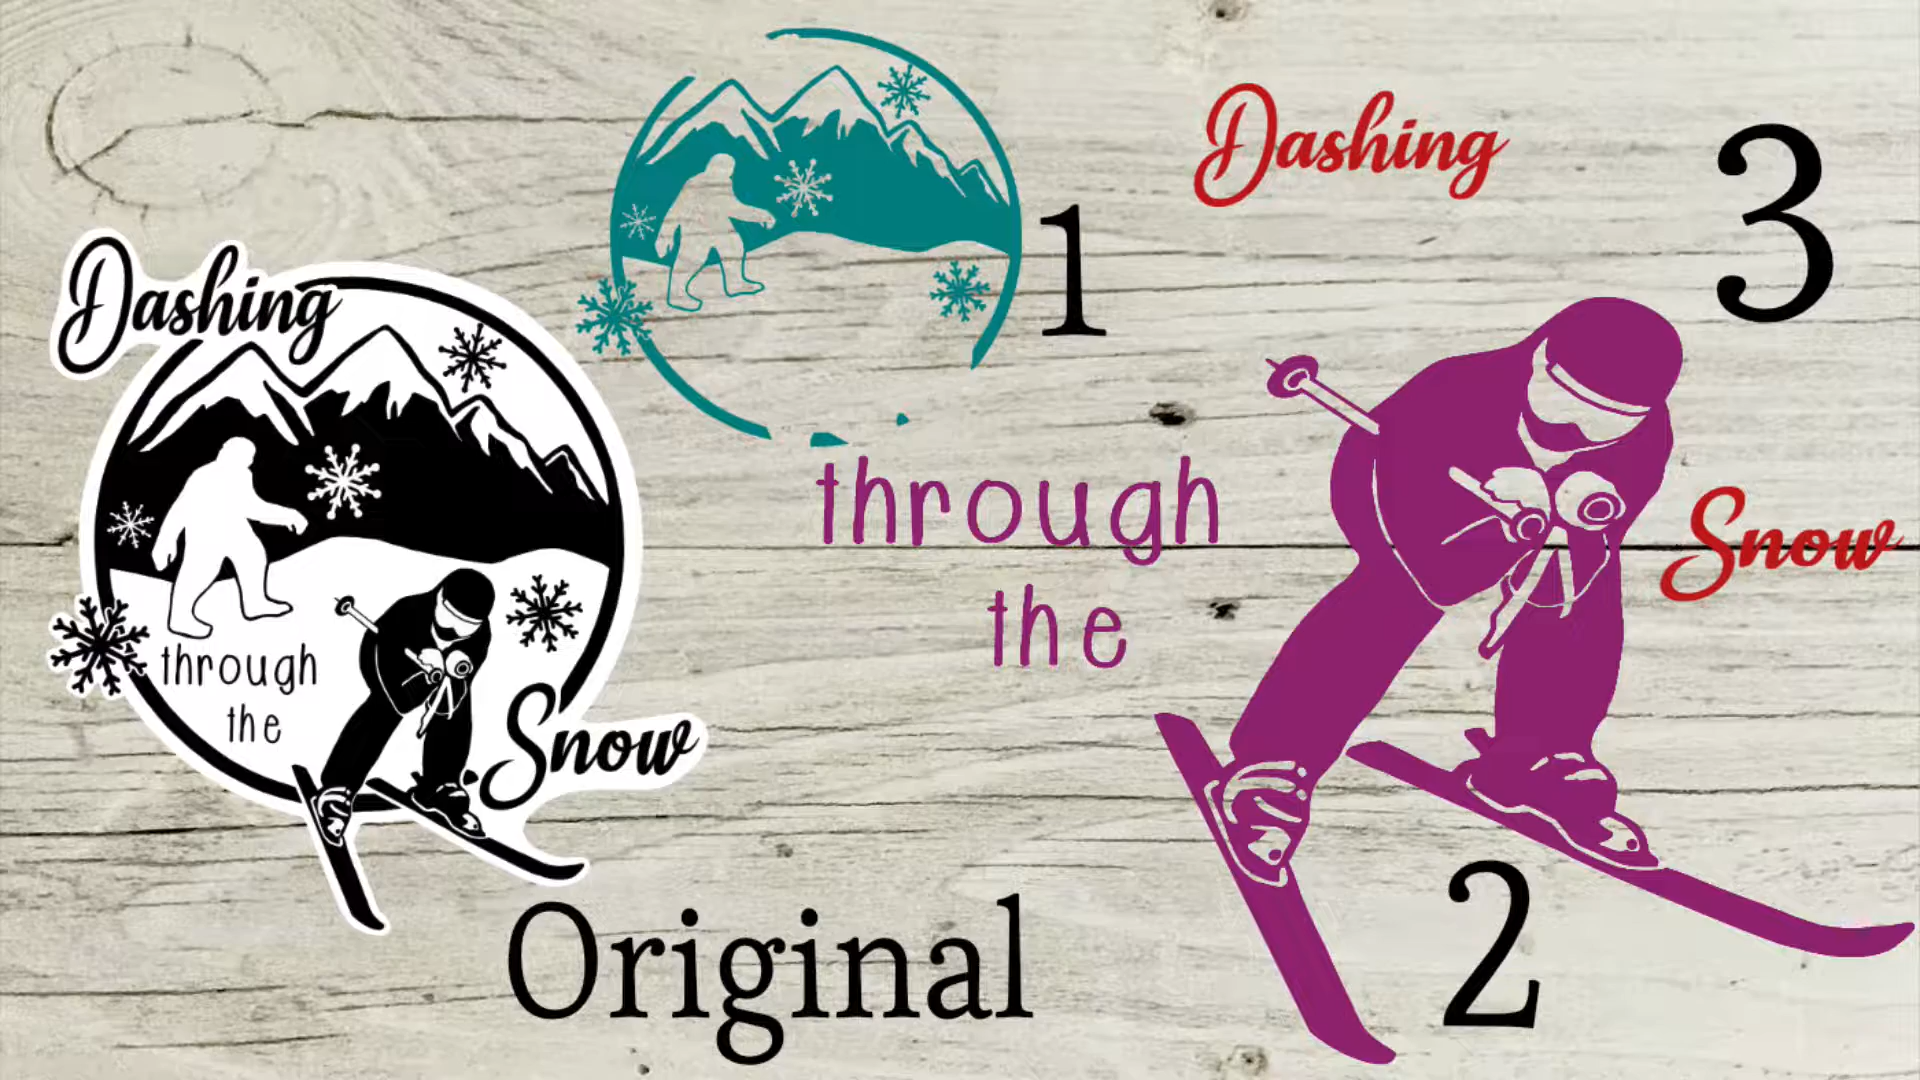 Dashing
through
the
Snow
Original
1
Dashing
3
through
the
Snow
2